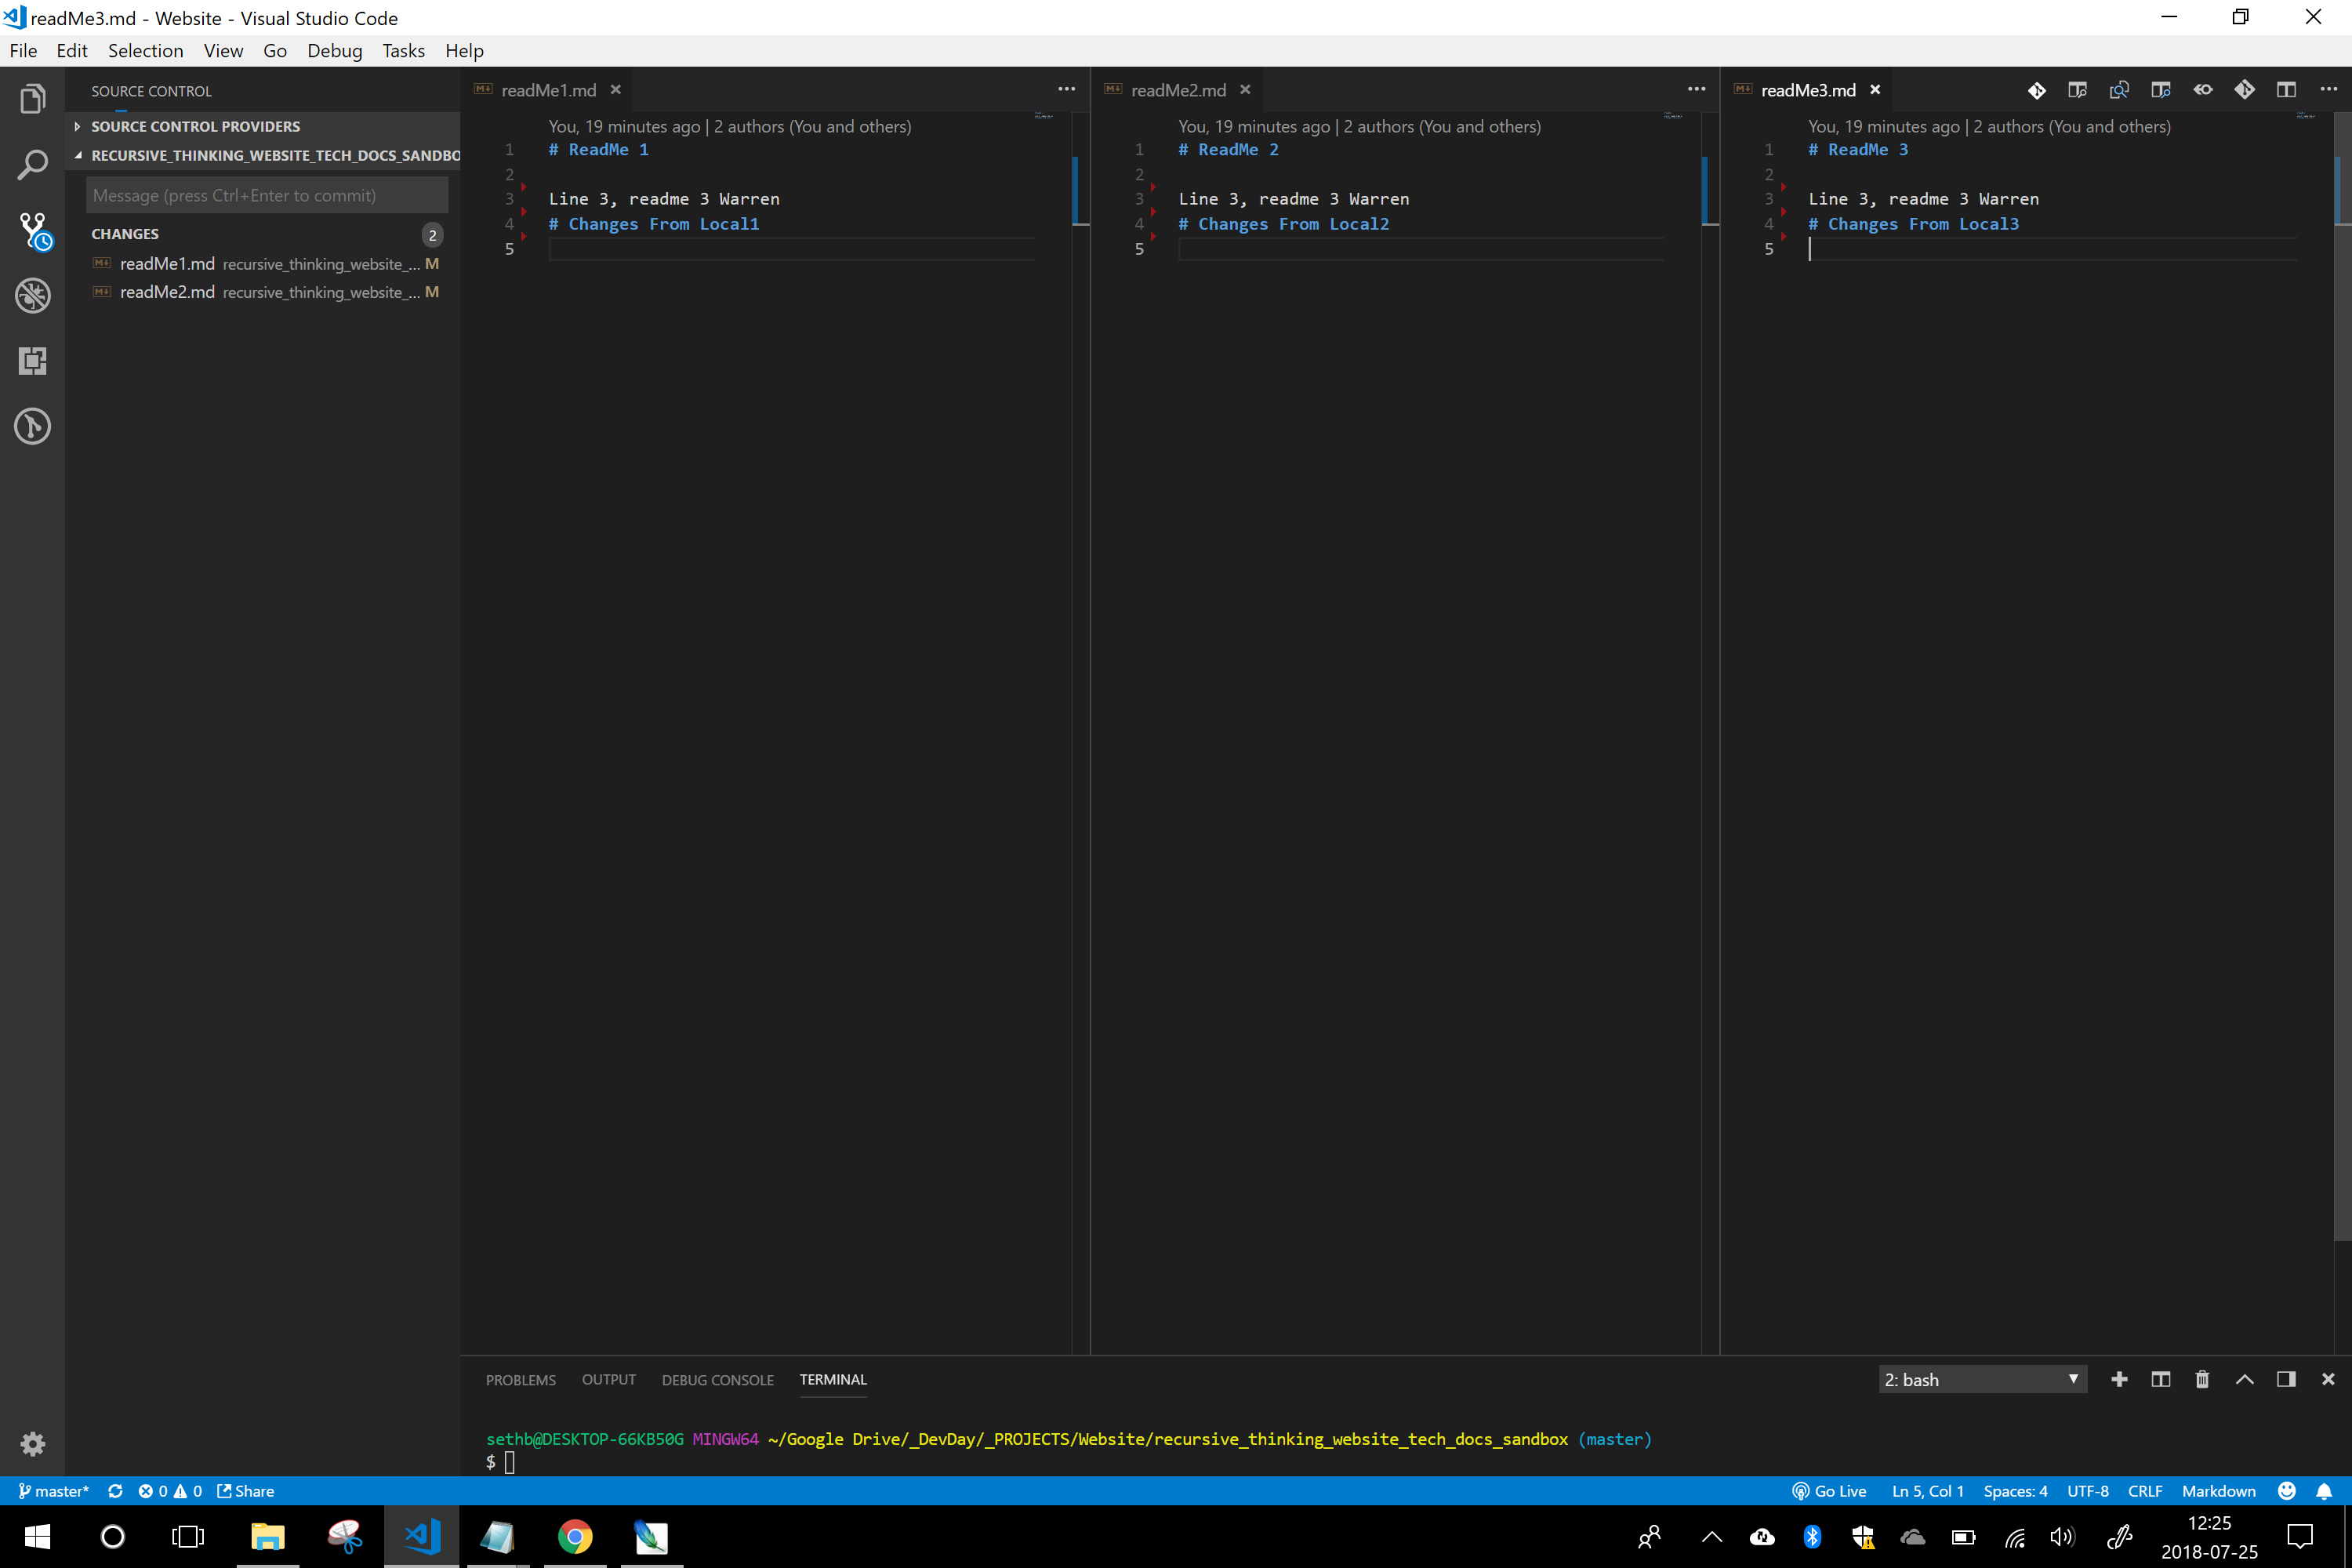 readMe3.md - Website - Visual Studio Code
File Edit Selection View Go Debug Tasks Help
SOURCE CONTROL
SOURCE CONTROL PROVIDERS
RECURSIVE_THINKING_WEBSITE_TECH_DOCS_SANDBO
Message (press Ctrl+Enter to commit)
CHANGES 2
readMe1.md recursive_thinking_website_... M
readMe2.md recursive_thinking_website_... M
readMe1.md
You, 19 minutes ago | 2 authors (You and others)
1 # ReadMe 1
2
3 Line 3, readme 3 Warren
4 # Changes From Local1
5
readMe2.md
You, 19 minutes ago | 2 authors (You and others)
1 # ReadMe 2
2
3 Line 3, readme 3 Warren
4 # Changes From Local2
5
readMe3.md
You, 19 minutes ago | 2 authors (You and others)
1 # ReadMe 3
2
3 Line 3, readme 3 Warren
4 # Changes From Local3
5
PROBLEMS OUTPUT DEBUG CONSOLE TERMINAL
2: bash
sethb@DESKTOP-66KB50G MINGW64 ~/Google Drive/_DevDay/_PROJECTS/Website/recursive_thinking_website_tech_docs_sandbox (master)
$
master* 0 0 Share
Go Live Ln 5, Col 1 Spaces: 4 UTF-8 CRLF Markdown
12:25
2018-07-25